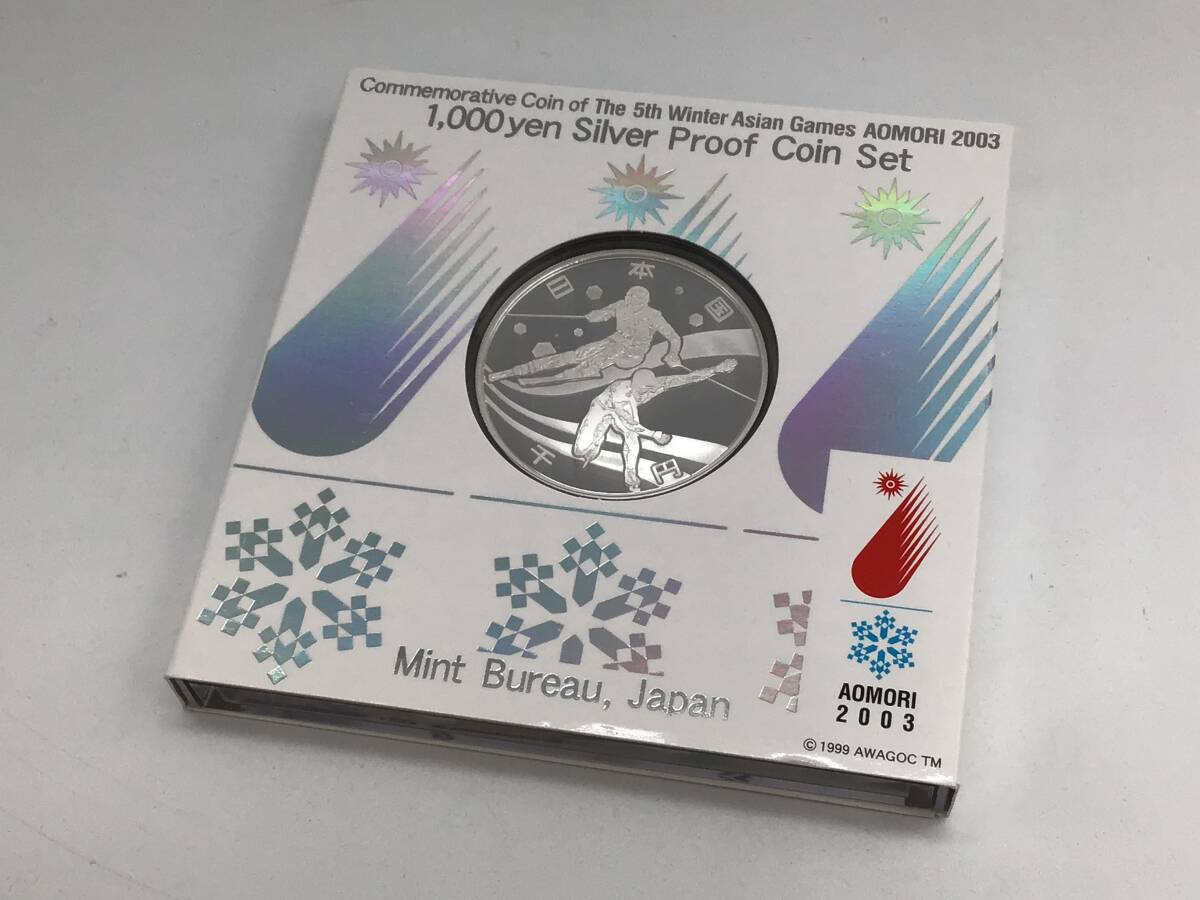 Commemorative Coin of The 5th Winter Asian Games AOMORI 2003
1,000yen Silver Proof Coin Set
日本国
千円
Mint Bureau, Japan
AOMORI
2003
© 1999 AWAGOC TM